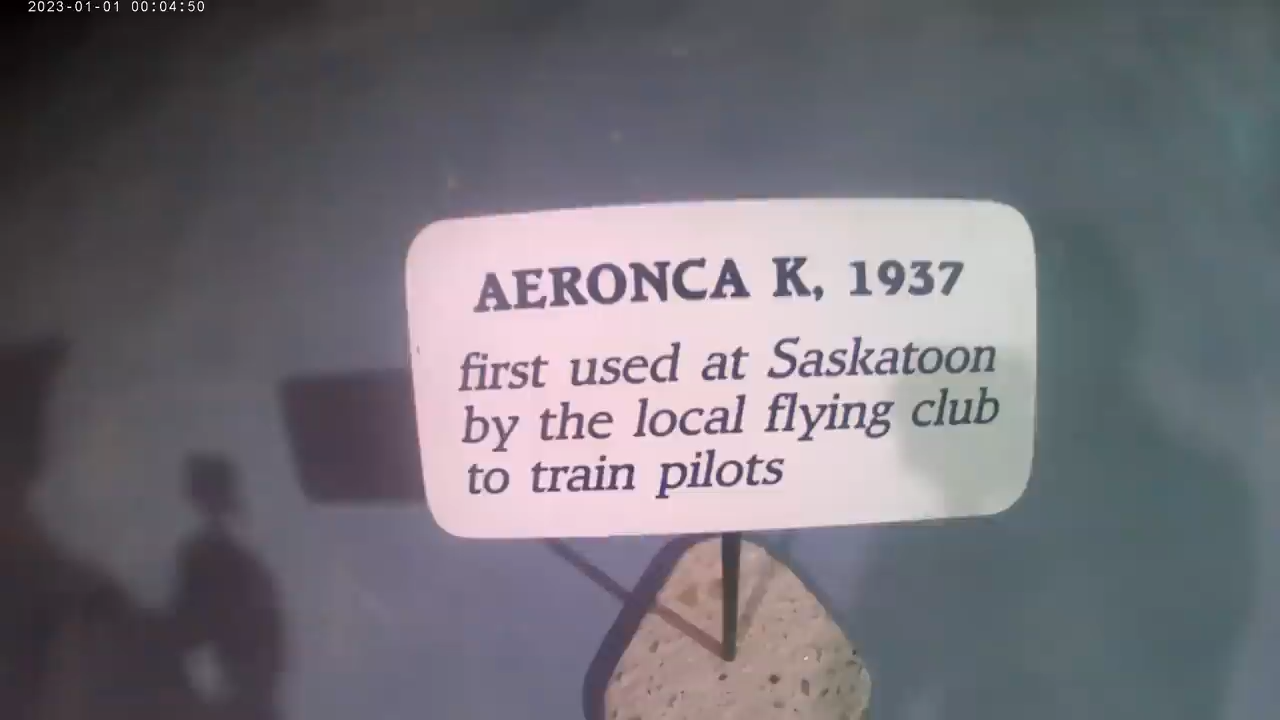 2023-01-01 00:04:50
AERONCA K, 1937
first used at Saskatoon
by the local flying club
to train pilots